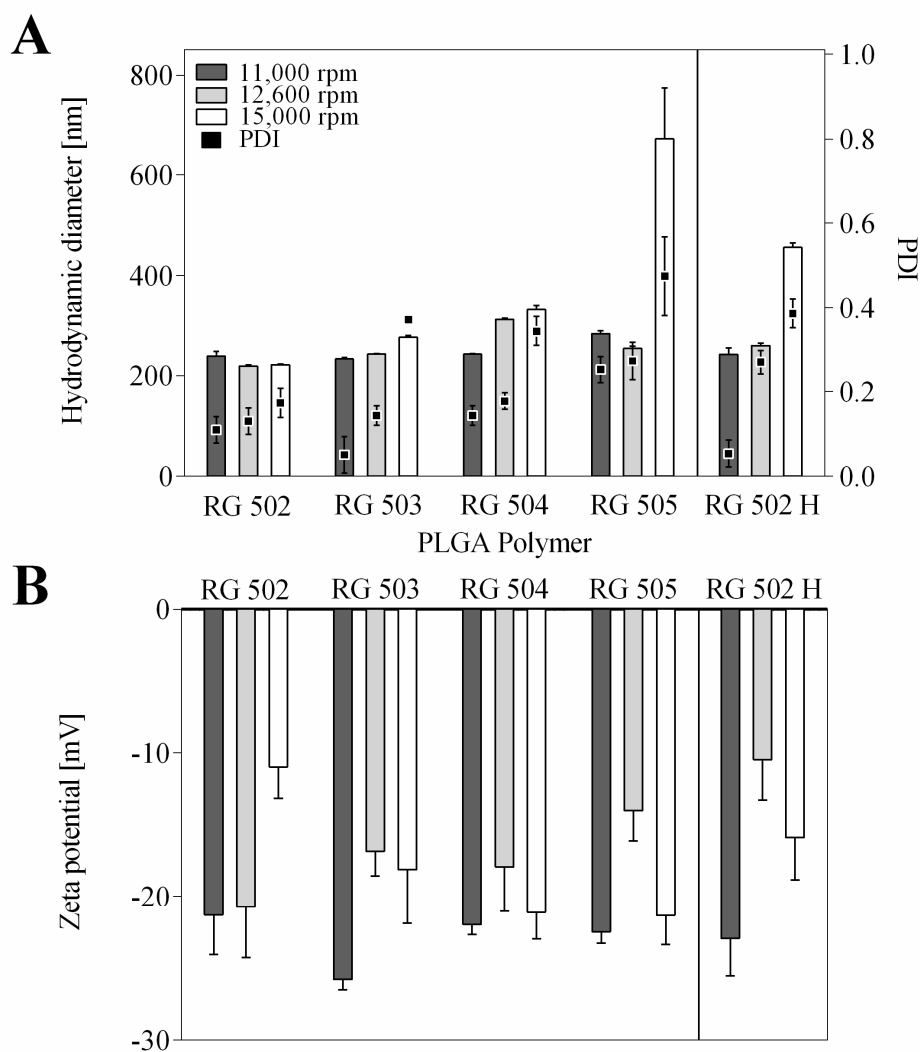 A
11,000 rpm
12,600 rpm
15,000 rpm
PDI
Hydrodynamic diameter [nm]
800
600
400
200
0
PDI
1.0
0.8
0.6
0.4
0.2
0.0
RG 502 RG 503 RG 504 RG 505 RG 502 H
PLGA Polymer
B
RG 502 RG 503 RG 504 RG 505 RG 502 H
Zeta potential [mV]
0
-10
-20
-30